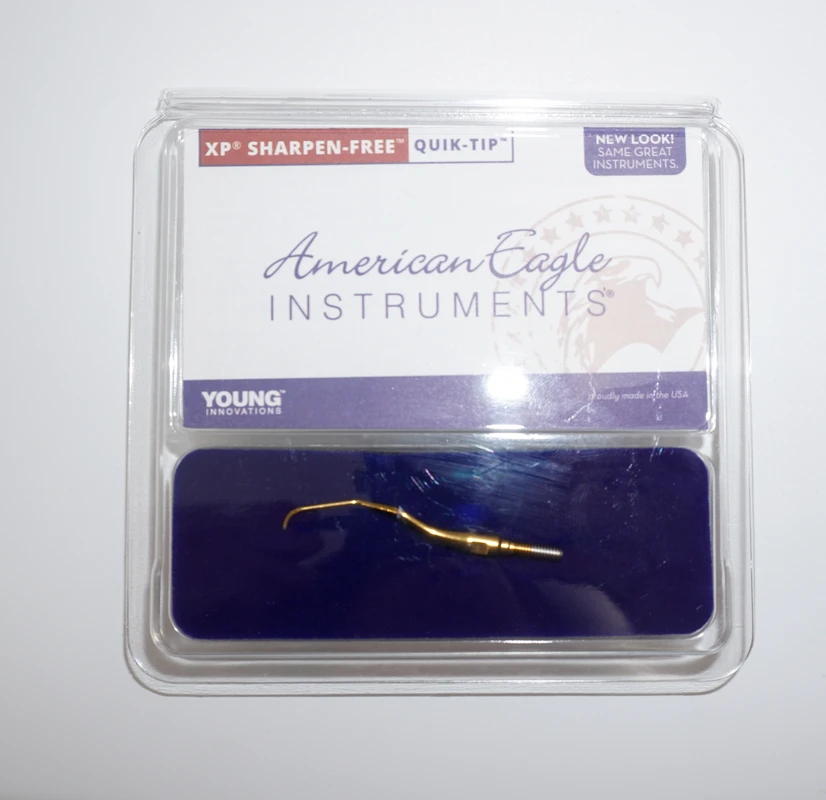 XP® SHARPEN-FREE™ QUIK-TIP™
NEW LOOK!
SAME GREAT
INSTRUMENTS.
American Eagle
INSTRUMENTS®
YOUNG™
INNOVATIONS
proudly made in the USA